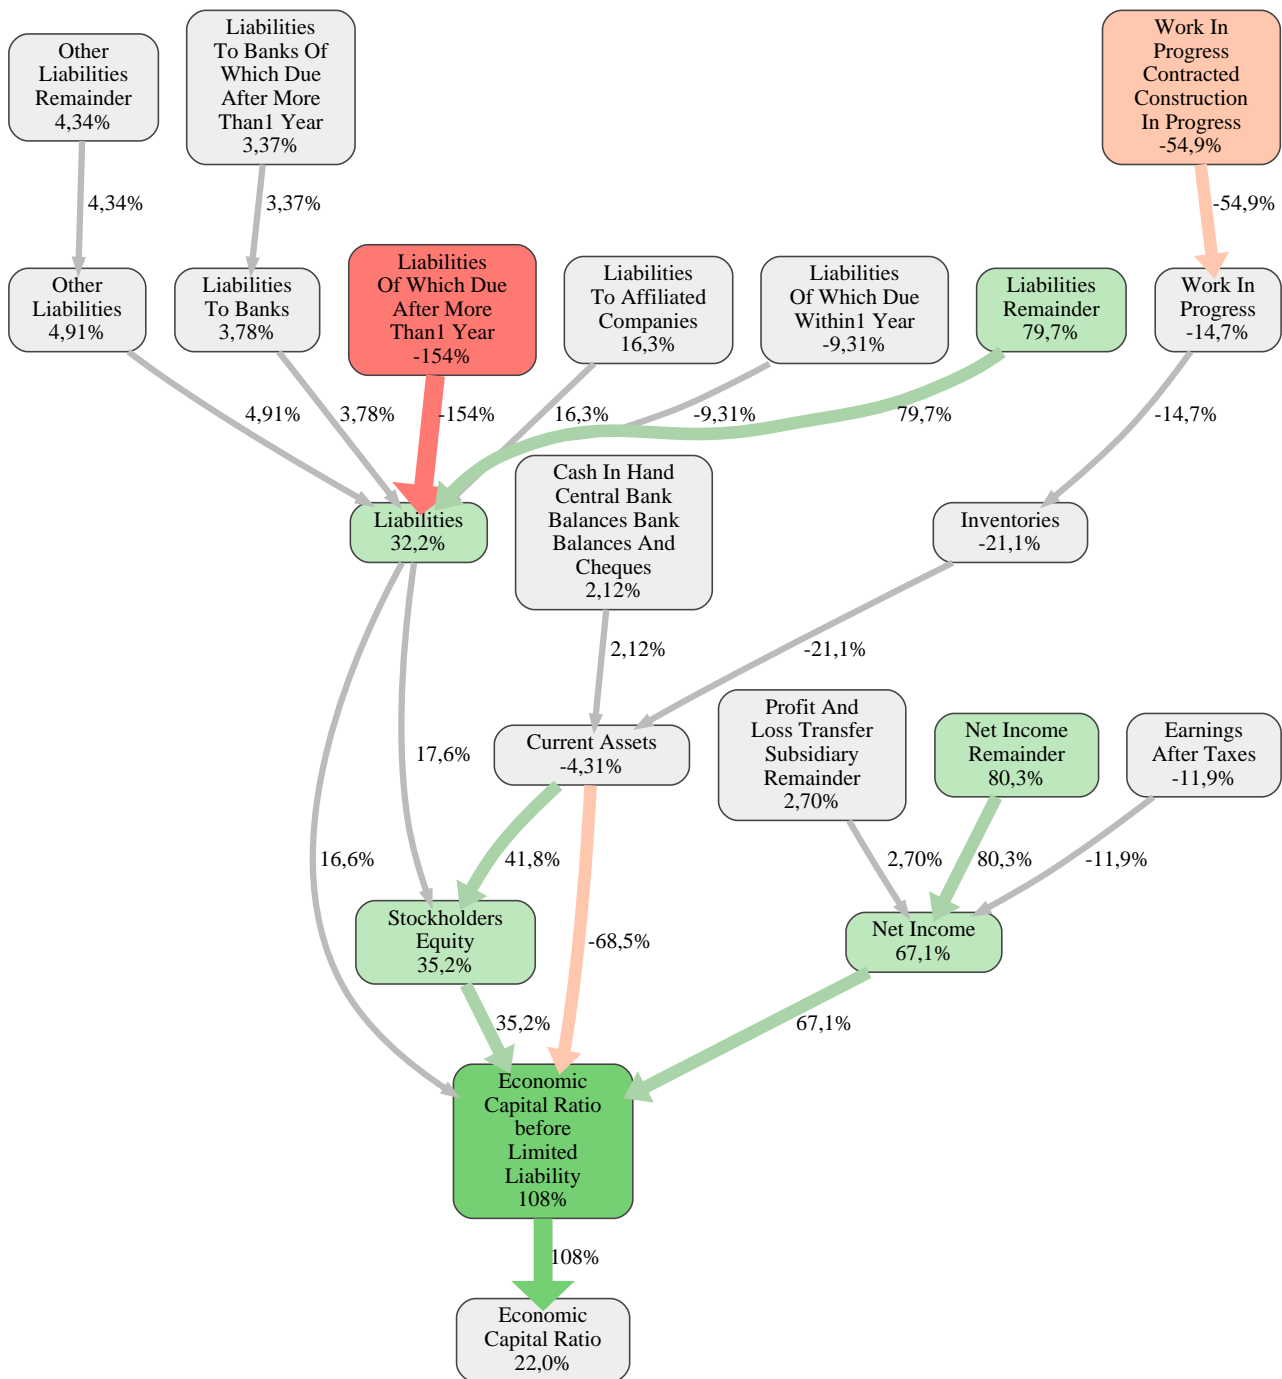 Other
Liabilities
Remainder
4,34%
Liabilities
To Banks Of
Which Due
After More
Than1 Year
3,37%
Work In
Progress
Contracted
Construction
In Progress
-54,9%
4,34%
3,37%
-54,9%
Other
Liabilities
4,91%
Liabilities
To Banks
3,78%
Liabilities
Of Which Due
After More
Than1 Year
-154%
Liabilities
To Affiliated
Companies
16,3%
Liabilities
Of Which Due
Within1 Year
-9,31%
Liabilities
Remainder
79,7%
Work In
Progress
-14,7%
4,91%
3,78%
-154%
16,3%
-9,31%
79,7%
-14,7%
Liabilities
32,2%
Cash In Hand
Central Bank
Balances Bank
Balances And
Cheques
2,12%
Inventories
-21,1%
2,12%
-21,1%
Current Assets
-4,31%
Profit And
Loss Transfer
Subsidiary
Remainder
2,70%
Net Income
Remainder
80,3%
Earnings
After Taxes
-11,9%
17,6%
16,6%
41,8%
2,70%
80,3%
-11,9%
Stockholders
Equity
35,2%
-68,5%
Net Income
67,1%
35,2%
67,1%
Economic
Capital Ratio
before
Limited
Liability
108%
108%
Economic
Capital Ratio
22,0%